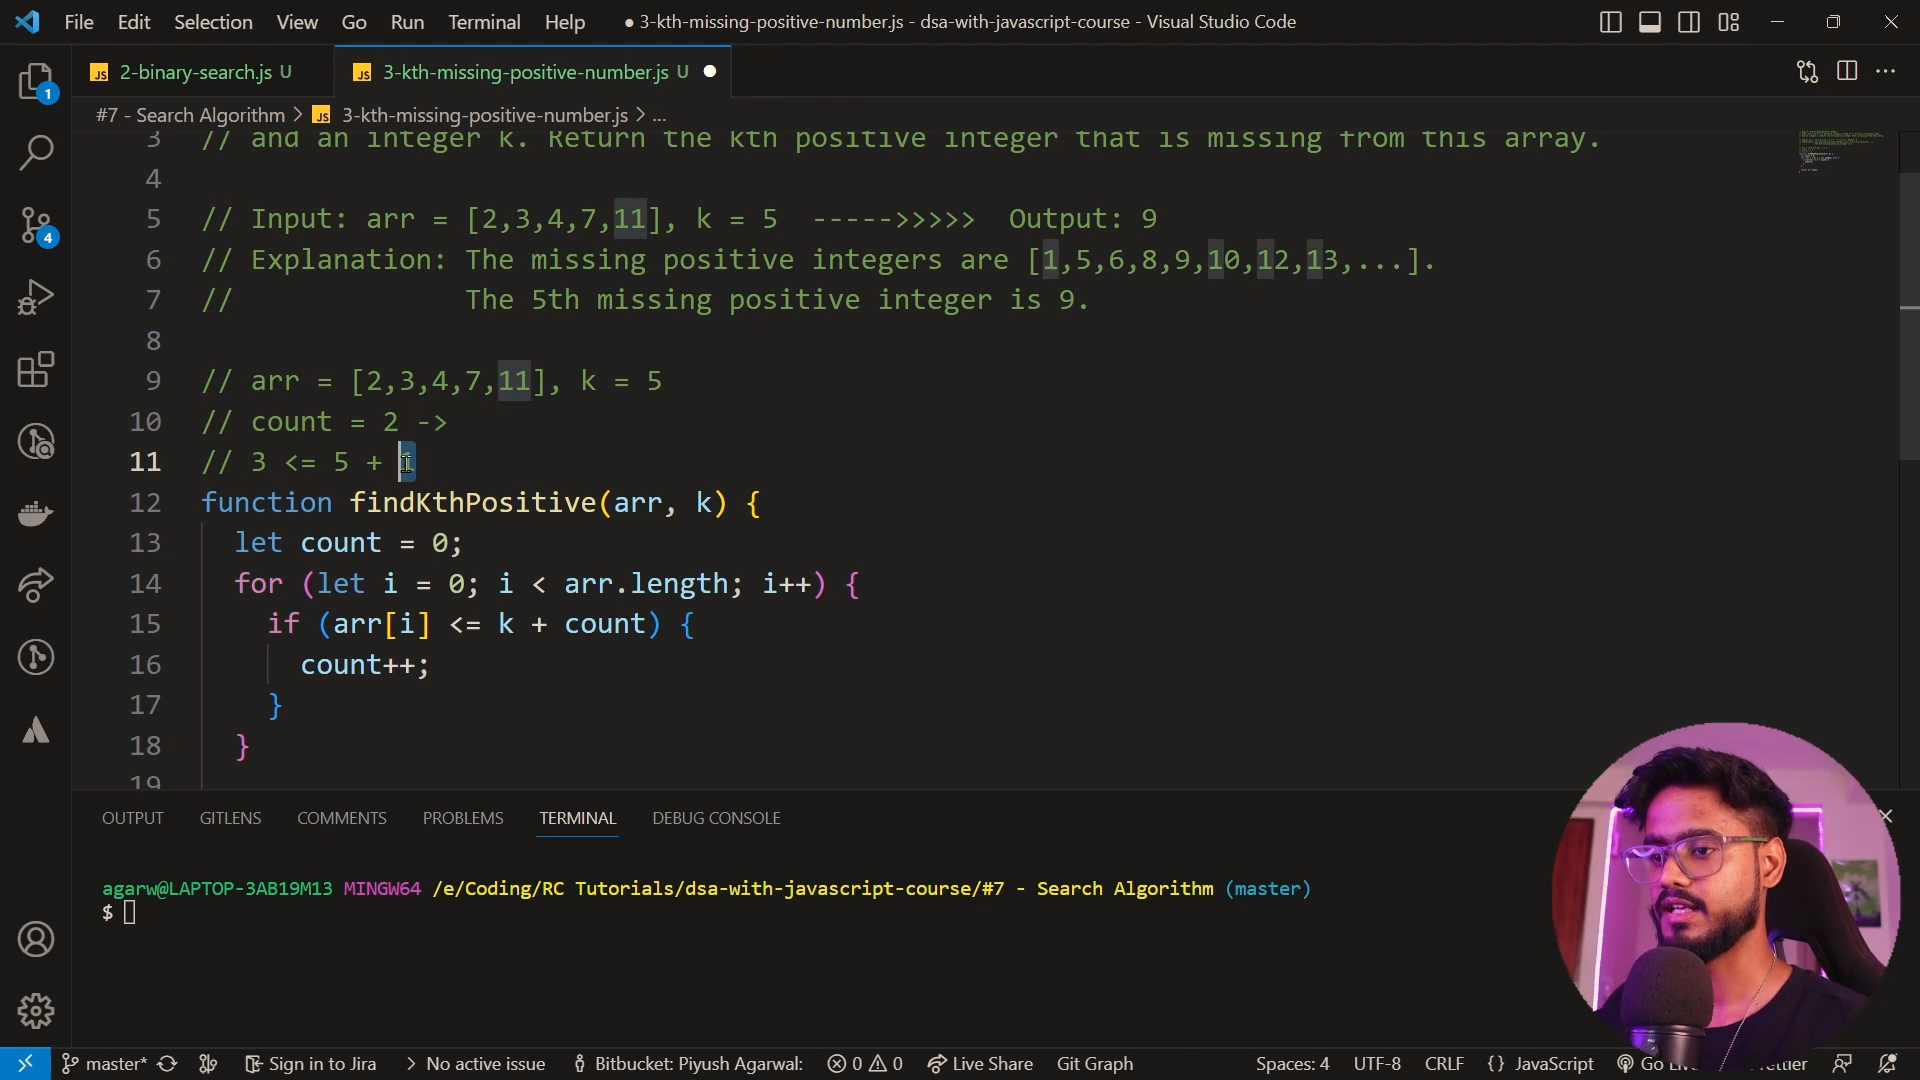 File Edit Selection View Go Run Terminal Help ● 3-kth-missing-positive-number.js - dsa-with-javascript-course - Visual Studio Code
JS 2-binary-search.js U JS 3-kth-missing-positive-number.js U
#7 - Search Algorithm > JS 3-kth-missing-positive-number.js > ...
1
4
3 // and an integer k. Return the kth positive integer that is missing from this array.
4
5 // Input: arr = [2,3,4,7,11], k = 5 ----->>>>> Output: 9
6 // Explanation: The missing positive integers are [1,5,6,8,9,10,12,13,...].
7 // The 5th missing positive integer is 9.
8
9 // arr = [2,3,4,7,11], k = 5
10 // count = 2 ->
11 // 3 <= 5 + 1
12 function findKthPositive(arr, k) {
13 let count = 0;
14 for (let i = 0; i < arr.length; i++) {
15 if (arr[i] <= k + count) {
16 count++;
17 }
18 }
19
OUTPUT GITLENS COMMENTS PROBLEMS TERMINAL DEBUG CONSOLE
agarw@LAPTOP-3AB19M13 MINGW64 /e/Coding/RC Tutorials/dsa-with-javascript-course/#7 - Search Algorithm (master)
$
master* Sign in to Jira > No active issue Bitbucket: Piyush Agarwal: 0 0 Live Share Git Graph Spaces: 4 UTF-8 CRLF {} JavaScript